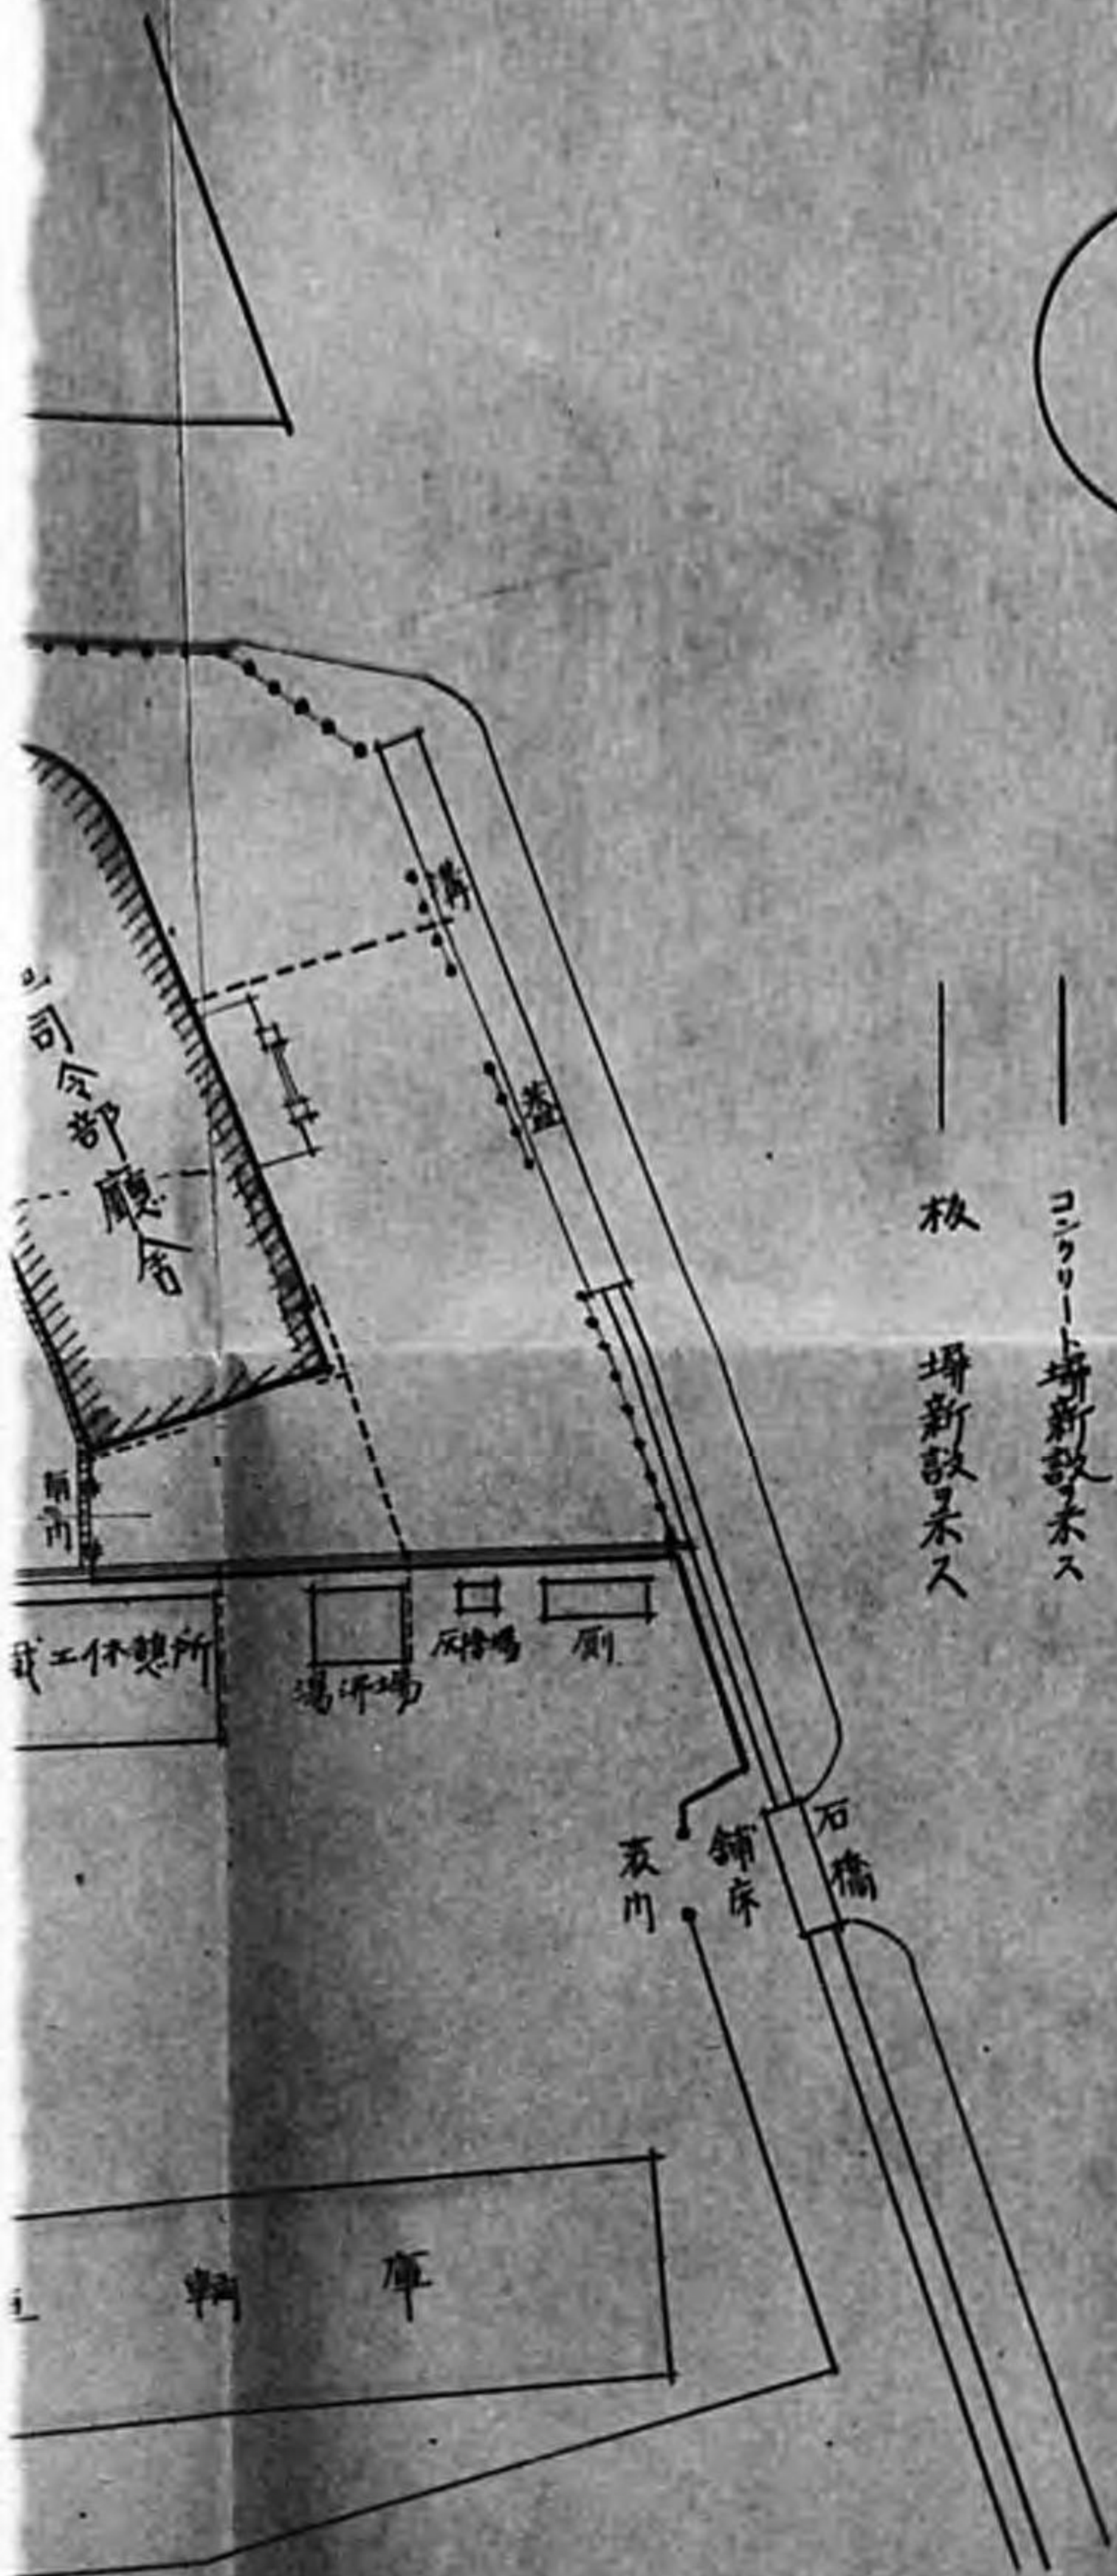 コンクリート塀新設ヲ示ス
板塀新設ヲ示ス
溝蓋
司令部廳舎
工休憩所
湯沸場
灰捨場
厠
石橋
舗床
表門
輌庫